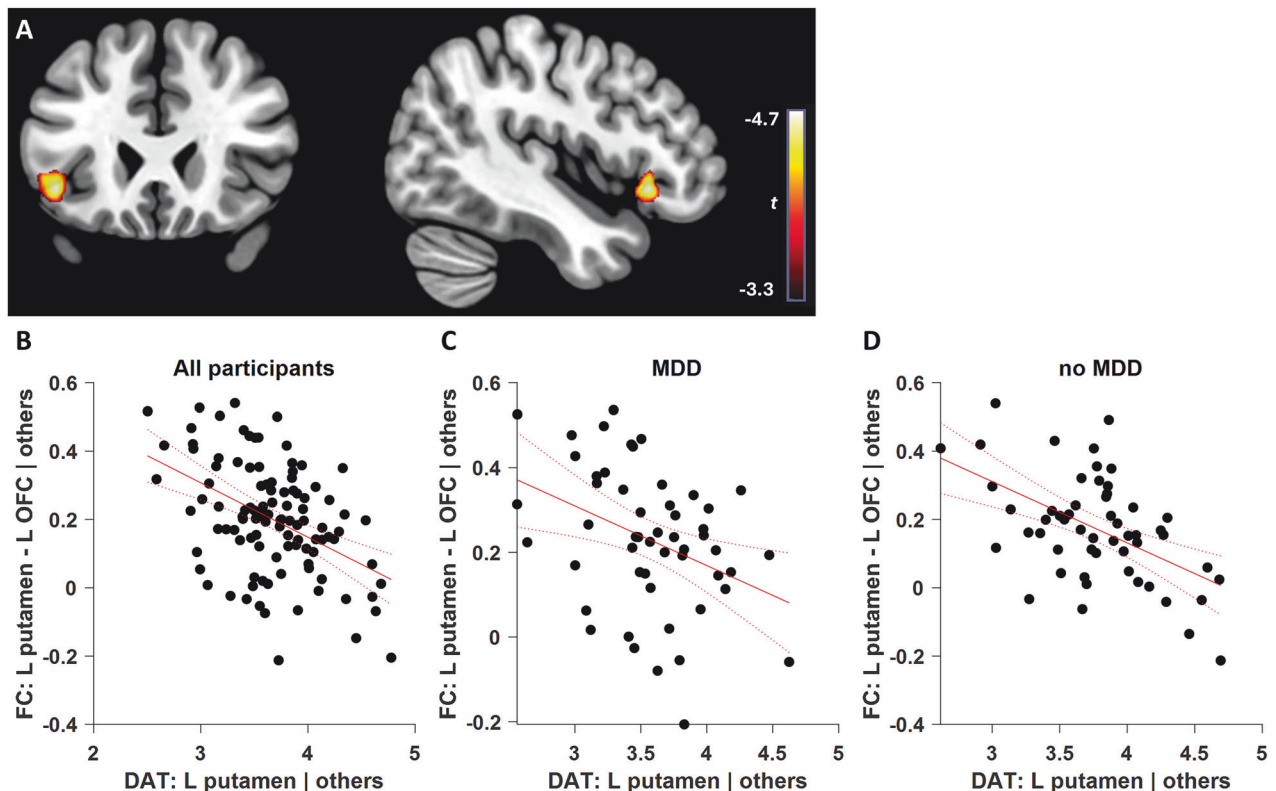 A
-4.7
t
-3.3
B
All participants
FC: L putamen - L OFC | others
0.6
0.4
0.2
0
-0.2
-0.4
2
3
4
5
DAT: L putamen | others
C
MDD
FC: L putamen - L OFC | others
0.6
0.4
0.2
0
-0.2
3.0
3.5
4.0
4.5
5
DAT: L putamen | others
D
no MDD
FC: L putamen - L OFC | others
0.6
0.4
0.2
0
-0.2
-0.4
3.0
3.5
4.0
4.5
5
DAT: L putamen | others